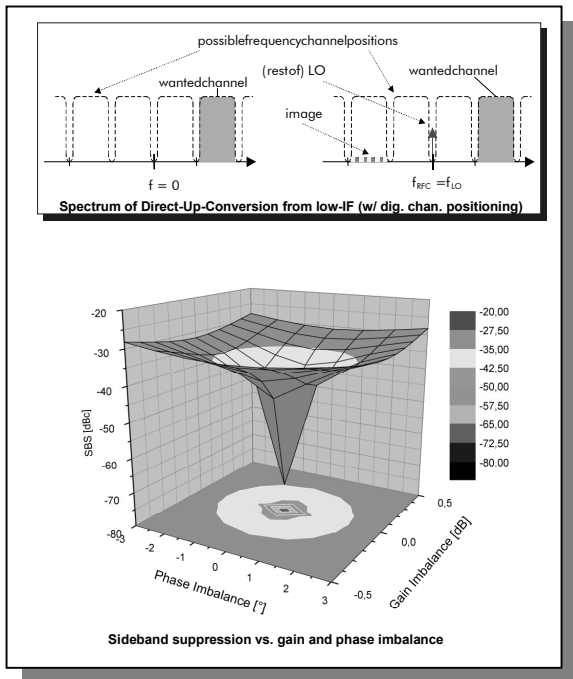 possiblefrequencychannelpositions
(restof) LO
wantedchannel
wantedchannel
image
f = 0
fRFC =fLO
Spectrum of Direct-Up-Conversion from low-IF (w/ dig. chan. positioning)
-20
-30
-40
-50
-60
-70
-80
SBS [dBc]
-3
-2
-1
0
1
2
3
Phase Imbalance [°]
-0,5
0,0
0,5
Gain Imbalance [dB]
-20,00
-27,50
-35,00
-42,50
-50,00
-57,50
-65,00
-72,50
-80.00
Sideband suppression vs. gain and phase imbalance